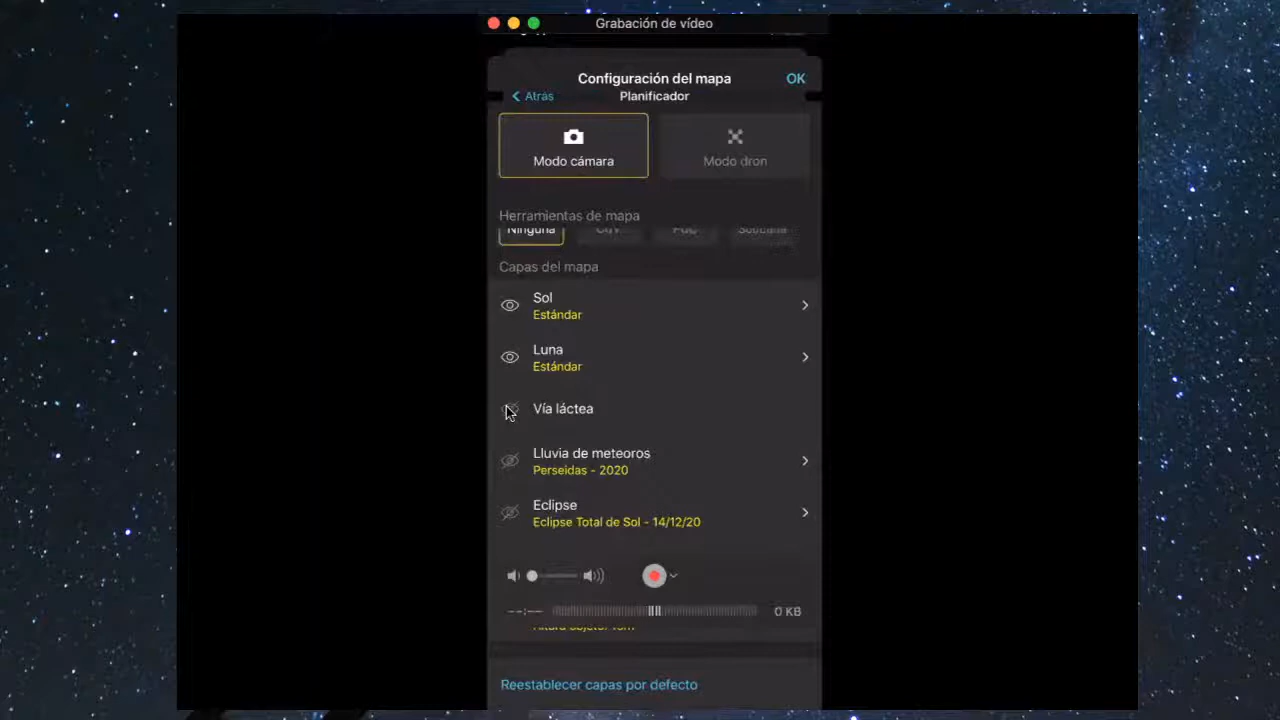 Grabación de vídeo
Configuración del mapa
OK
Atrás
Planificador
Modo cámara
Modo dron
Herramientas de mapa
Ninguna
Capas del mapa
Sol
Estándar
Luna
Estándar
Vía láctea
Lluvia de meteoros
Perseidas - 2020
Eclipse
Eclipse Total de Sol - 14/12/20
--:--
0 KB
Reestablecer capas por defecto